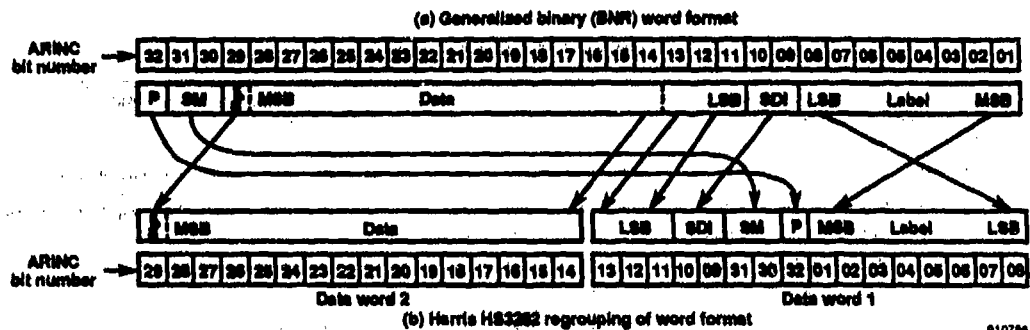 (a) Generalized binary (BNR) word format
ARINC bit number
32 31 30 29 28 27 26 25 24 23 22 21 20 19 18 17 16 15 14 13 12 11 10 09 08 07 06 05 04 03 02 01
P SM MSB Data LSB SDI LSB Label MSB
MSB Data LSB SDI SM P MSB Label LSB
ARINC bit number
29 28 27 26 25 24 23 22 21 20 19 18 17 16 15 14 13 12 11 10 09 31 30 32 01 02 03 04 05 06 07 08
Data word 2 Data word 1
(b) Harris HS3282 regrouping of word format